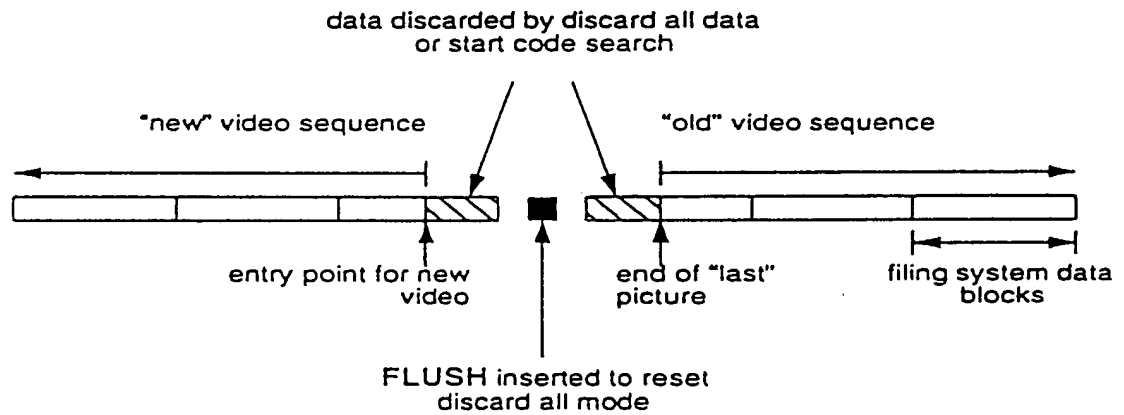 data discarded by discard all data
or start code search
"new" video sequence
"old" video sequence
entry point for new
video
end of "last"
picture
filing system data
blocks
FLUSH inserted to reset
discard all mode